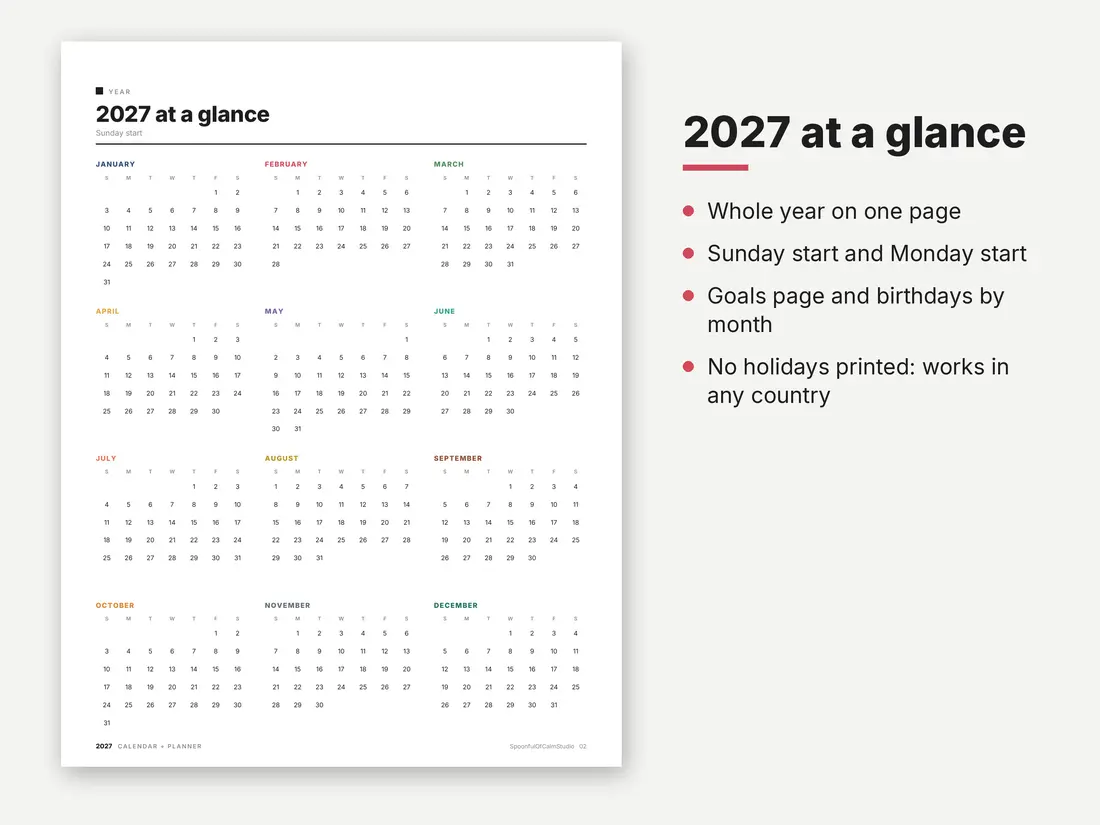 YEAR
2027 at a glance
Sunday start
JANUARY
S M T W T F S
1 2
3 4 5 6 7 8 9
10 11 12 13 14 15 16
17 18 19 20 21 22 23
24 25 26 27 28 29 30
31
FEBRUARY
S M T W T F S
1 2 3 4 5 6
7 8 9 10 11 12 13
14 15 16 17 18 19 20
21 22 23 24 25 26 27
28
MARCH
S M T W T F S
1 2 3 4 5 6
7 8 9 10 11 12 13
14 15 16 17 18 19 20
21 22 23 24 25 26 27
28 29 30 31
APRIL
S M T W T F S
1 2 3
4 5 6 7 8 9 10
11 12 13 14 15 16 17
18 19 20 21 22 23 24
25 26 27 28 29 30
MAY
S M T W T F S
1
2 3 4 5 6 7 8
9 10 11 12 13 14 15
16 17 18 19 20 21 22
23 24 25 26 27 28 29
30 31
JUNE
S M T W T F S
1 2 3 4 5
6 7 8 9 10 11 12
13 14 15 16 17 18 19
20 21 22 23 24 25 26
27 28 29 30
JULY
S M T W T F S
1 2 3
4 5 6 7 8 9 10
11 12 13 14 15 16 17
18 19 20 21 22 23 24
25 26 27 28 29 30 31
AUGUST
S M T W T F S
1 2 3 4 5 6 7
8 9 10 11 12 13 14
15 16 17 18 19 20 21
22 23 24 25 26 27 28
29 30 31
SEPTEMBER
S M T W T F S
1 2 3 4
5 6 7 8 9 10 11
12 13 14 15 16 17 18
19 20 21 22 23 24 25
26 27 28 29 30
OCTOBER
S M T W T F S
1 2
3 4 5 6 7 8 9
10 11 12 13 14 15 16
17 18 19 20 21 22 23
24 25 26 27 28 29 30
31
NOVEMBER
S M T W T F S
1 2 3 4 5 6
7 8 9 10 11 12 13
14 15 16 17 18 19 20
21 22 23 24 25 26 27
28 29 30
DECEMBER
S M T W T F S
1 2 3 4
5 6 7 8 9 10 11
12 13 14 15 16 17 18
19 20 21 22 23 24 25
26 27 28 29 30 31
2027 CALENDAR + PLANNER
SpoonfulOfCalmStudio 02
2027 at a glance
Whole year on one page
Sunday start and Monday start
Goals page and birthdays by
month
No holidays printed: works in
any country